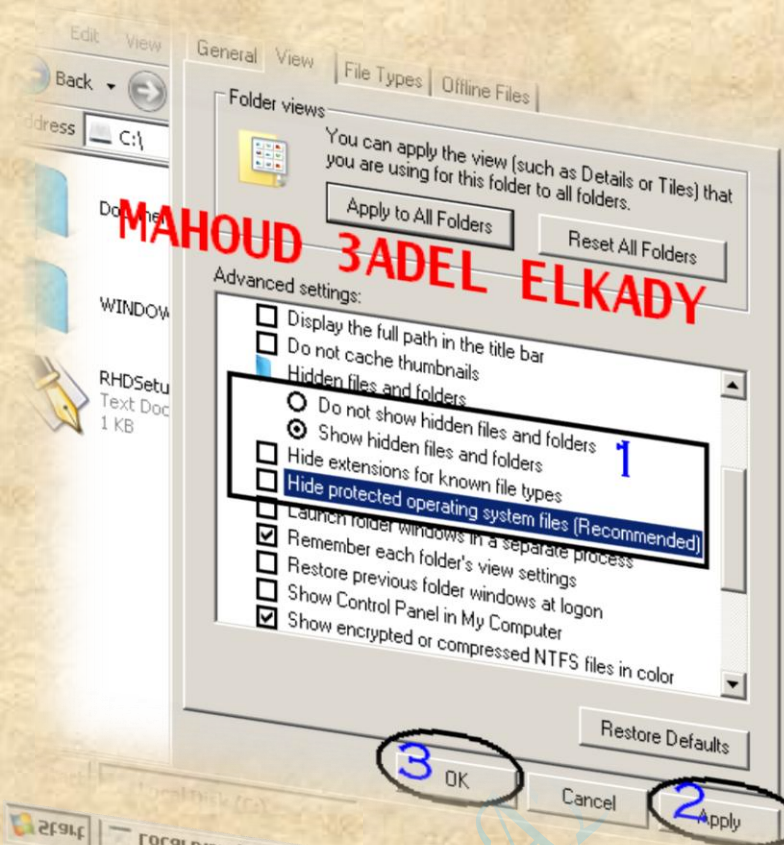 Edit View
Back
dress C:\
WINDOW
RHDSetu
Text Doc
1 KB
General View File Types Offline Files
Folder views
You can apply the view (such as Details or Tiles) that
you are using for this folder to all folders.
Apply to All Folders Reset All Folders
MAHOUD 3ADEL ELKADY
Advanced settings:
Display the full path in the title bar
Do not cache thumbnails
Hidden files and folders
Do not show hidden files and folders
Show hidden files and folders
1
Hide extensions for known file types
Hide protected operating system files (Recommended)
Launch folder windows in a separate process
Remember each folder's view settings
Restore previous folder windows at logon
Show Control Panel in My Computer
Show encrypted or compressed NTFS files in color
Restore Defaults
3 OK Cancel 2 Apply
Start